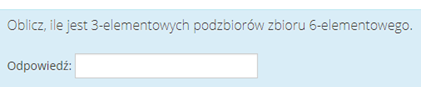 Oblicz, ile jest 3-elementowych podzbiorów zbioru 6-elementowego.
Odpowiedź: